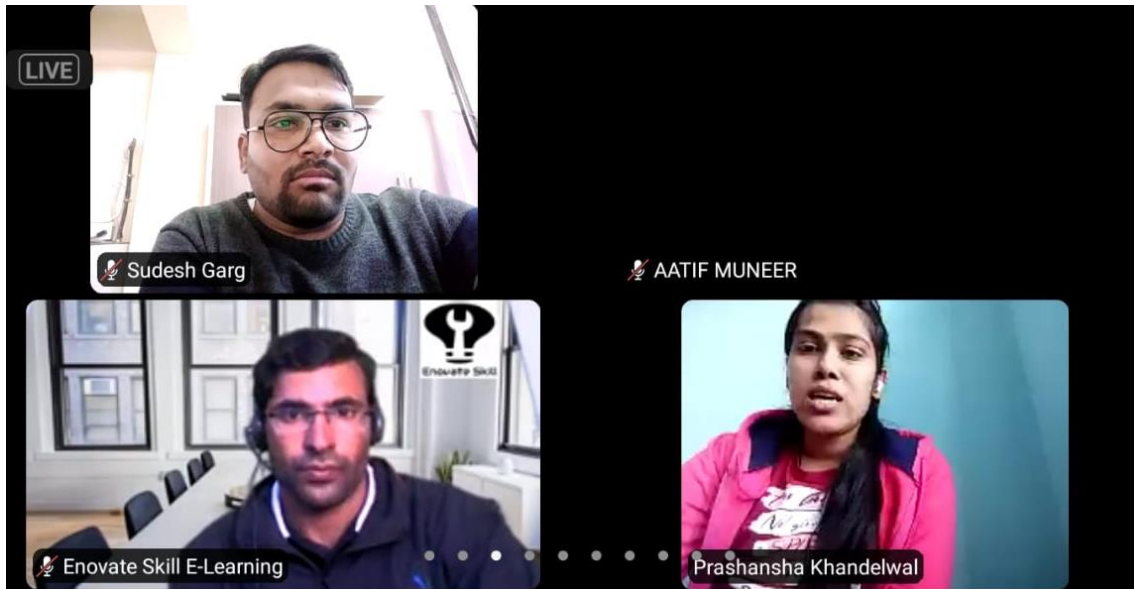 LIVE
Sudesh Garg
AATIF MUNEER
Enovate Skill
Enovate Skill E-Learning
Prashansha Khandelwal